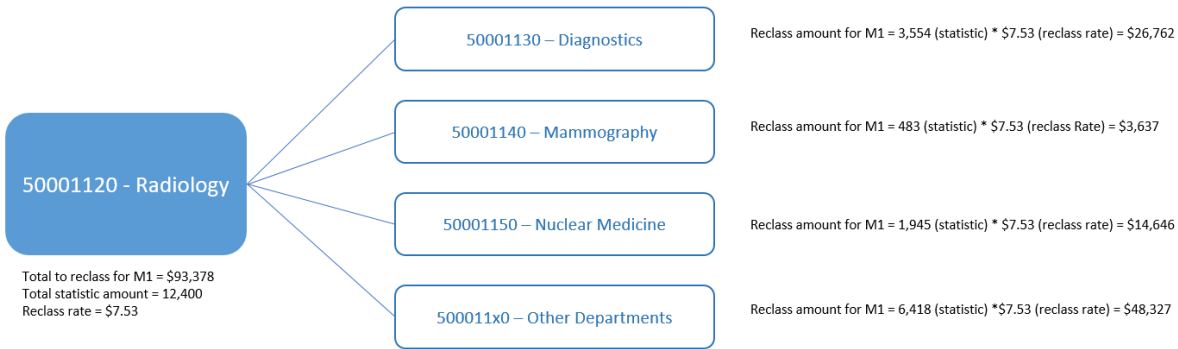 50001120 - Radiology
Total to reclass for M1 = $93,378
Total statistic amount = 12,400
Reclass rate = $7.53
50001130 – Diagnostics
Reclass amount for M1 = 3,554 (statistic) * $7.53 (reclass rate) = $26,762
50001140 – Mammography
Reclass amount for M1 = 483 (statistic) * $7.53 (reclass Rate) = $3,637
50001150 – Nuclear Medicine
Reclass amount for M1 = 1,945 (statistic) * $7.53 (reclass rate) = $14,646
500011x0 – Other Departments
Reclass amount for M1 = 6,418 (statistic) *$7.53 (reclass rate) = $48,327